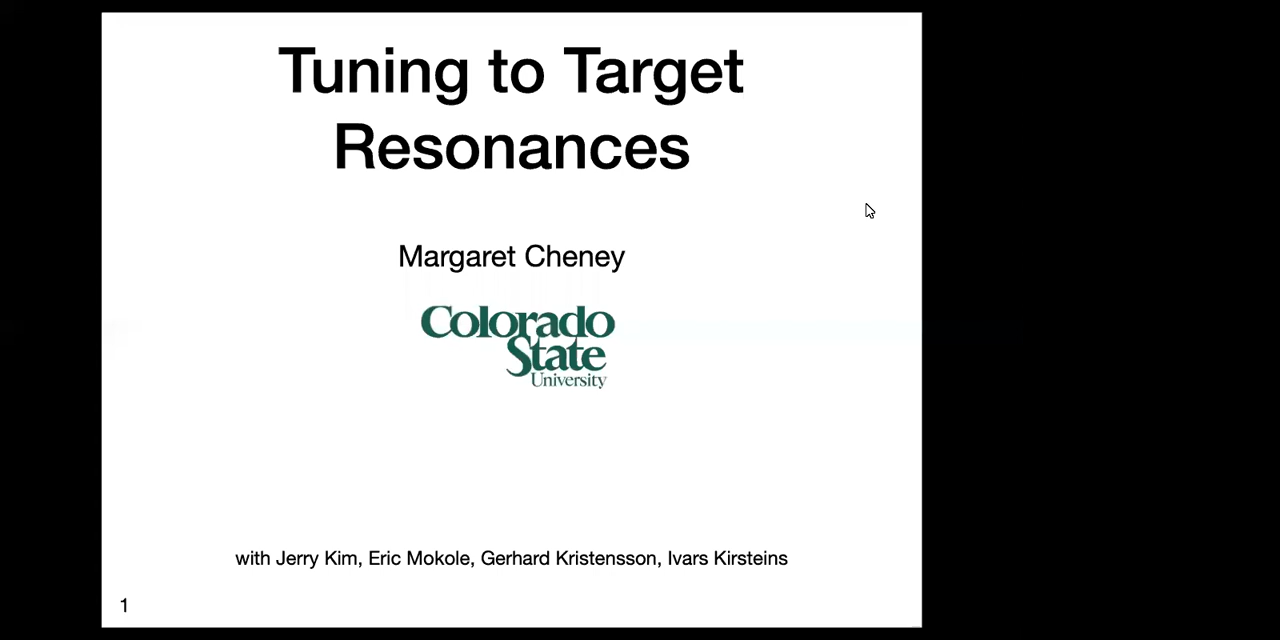 Tuning to Target
Resonances
Margaret Cheney
Colorado
State
University
with Jerry Kim, Eric Mokole, Gerhard Kristensson, Ivars Kirsteins
1